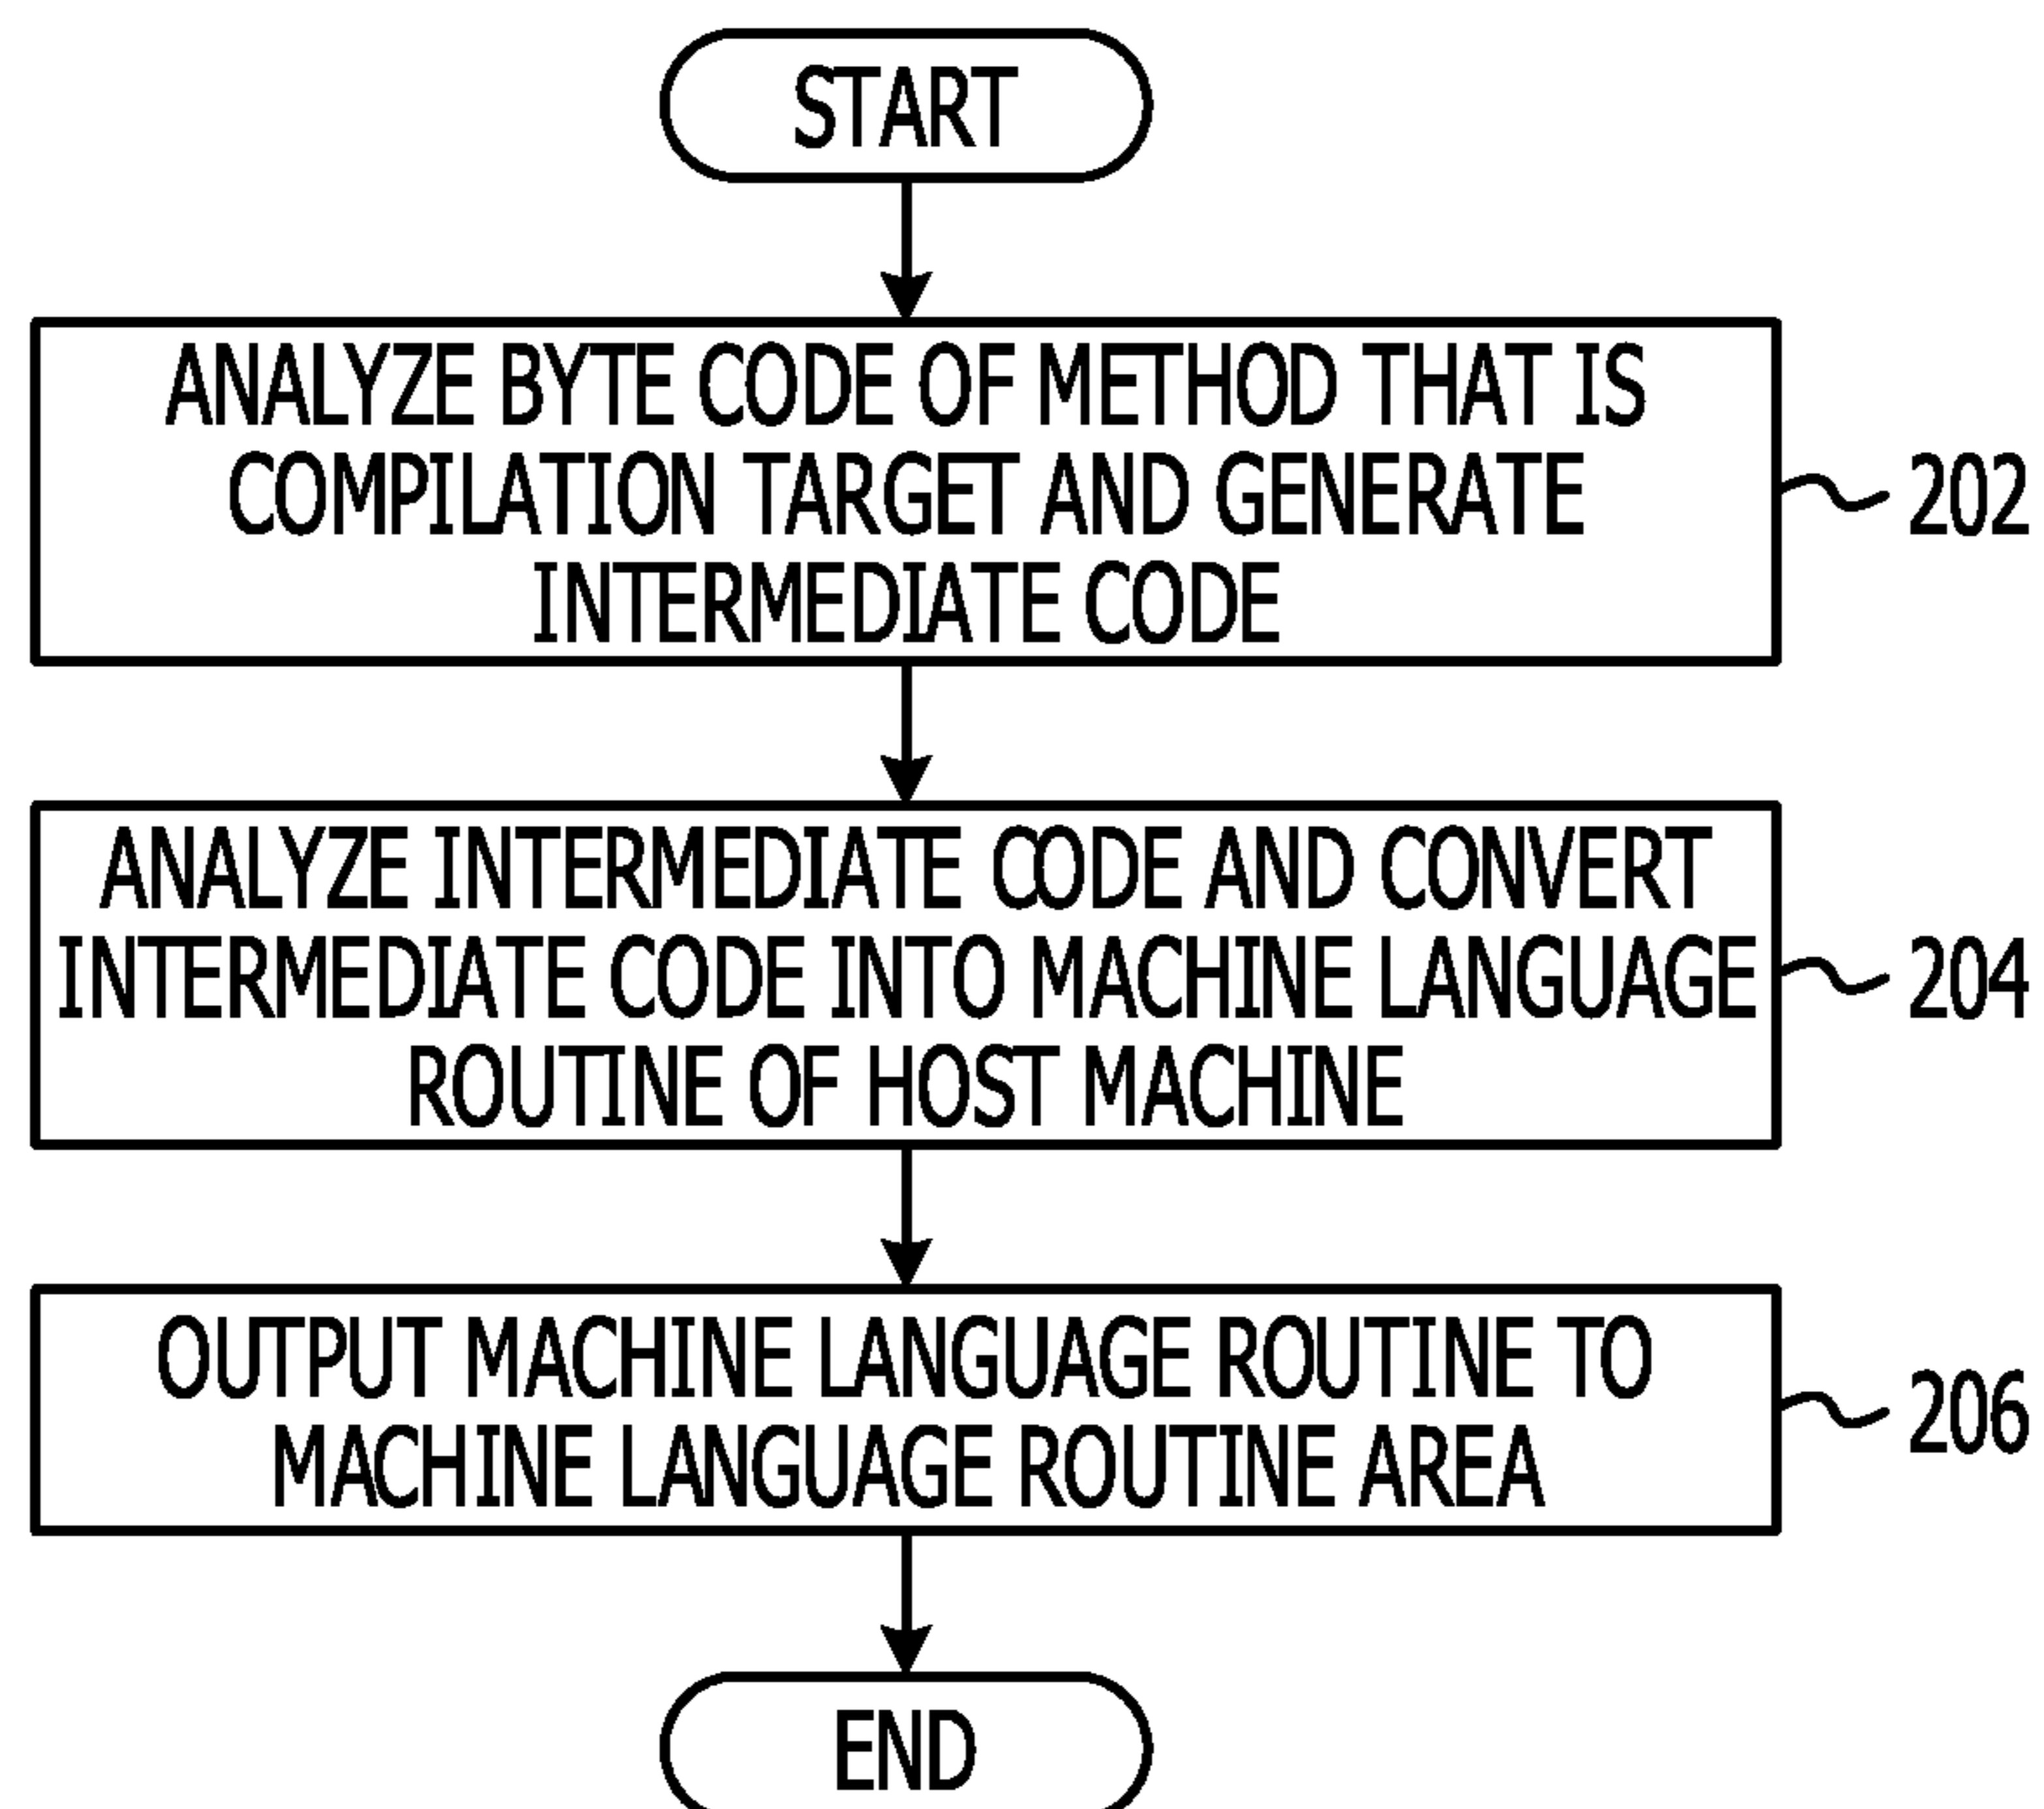 START
ANALYZE BYTE CODE OF METHOD THAT IS
COMPILATION TARGET AND GENERATE
INTERMEDIATE CODE
202
ANALYZE INTERMEDIATE CODE AND CONVERT
INTERMEDIATE CODE INTO MACHINE LANGUAGE
ROUTINE OF HOST MACHINE
204
OUTPUT MACHINE LANGUAGE ROUTINE TO
MACHINE LANGUAGE ROUTINE AREA
206
END